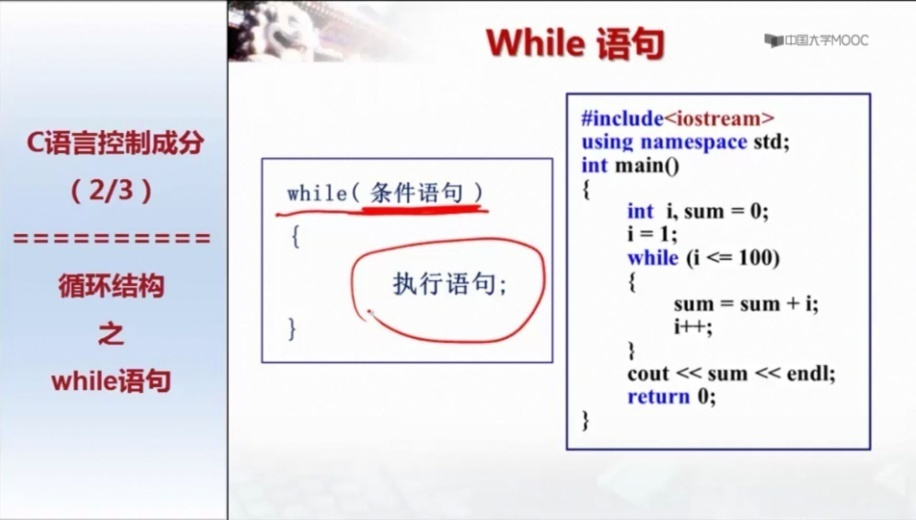 C语言控制成分
（2/3）
==========
循环结构
之
while语句
While 语句
中国大学MOOC
while(条件语句)
{
执行语句;
}
#include<iostream>
using namespace std;
int main()
{
int i, sum = 0;
i = 1;
while (i <= 100)
{
sum = sum + i;
i++;
}
cout << sum << endl;
return 0;
}